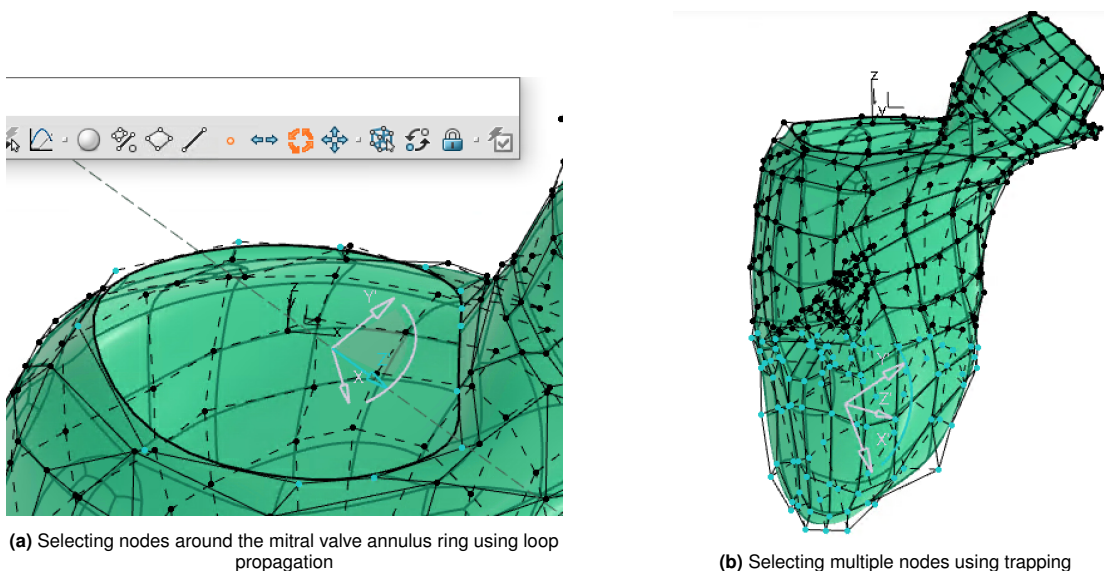 Z
Y'
X
X
(a) Selecting nodes around the mitral valve annulus ring using loop
propagation
Z
Y'
Z'
X'
(b) Selecting multiple nodes using trapping